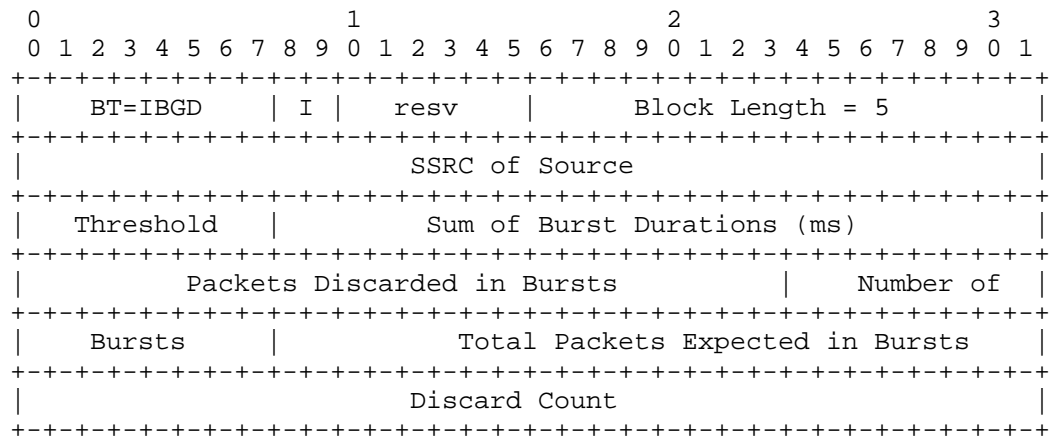 0                   1                   2                   3
 0 1 2 3 4 5 6 7 8 9 0 1 2 3 4 5 6 7 8 9 0 1 2 3 4 5 6 7 8 9 0 1
+-+-+-+-+-+-+-+-+-+-+-+-+-+-+-+-+-+-+-+-+-+-+-+-+-+-+-+-+-+-+-+-+
|    BT=IBGD    | I |   resv    |      Block Length = 5         |
+-+-+-+-+-+-+-+-+-+-+-+-+-+-+-+-+-+-+-+-+-+-+-+-+-+-+-+-+-+-+-+-+
|                        SSRC of Source                         |
+-+-+-+-+-+-+-+-+-+-+-+-+-+-+-+-+-+-+-+-+-+-+-+-+-+-+-+-+-+-+-+-+
|   Threshold   |         Sum of Burst Durations (ms)           |
+-+-+-+-+-+-+-+-+-+-+-+-+-+-+-+-+-+-+-+-+-+-+-+-+-+-+-+-+-+-+-+-+
|          Packets Discarded in Bursts          |    Number of  |
+-+-+-+-+-+-+-+-+-+-+-+-+-+-+-+-+-+-+-+-+-+-+-+-+-+-+-+-+-+-+-+-+
|    Bursts     |           Total Packets Expected in Bursts    |
+-+-+-+-+-+-+-+-+-+-+-+-+-+-+-+-+-+-+-+-+-+-+-+-+-+-+-+-+-+-+-+-+
|                        Discard Count                          |
+-+-+-+-+-+-+-+-+-+-+-+-+-+-+-+-+-+-+-+-+-+-+-+-+-+-+-+-+-+-+-+-+